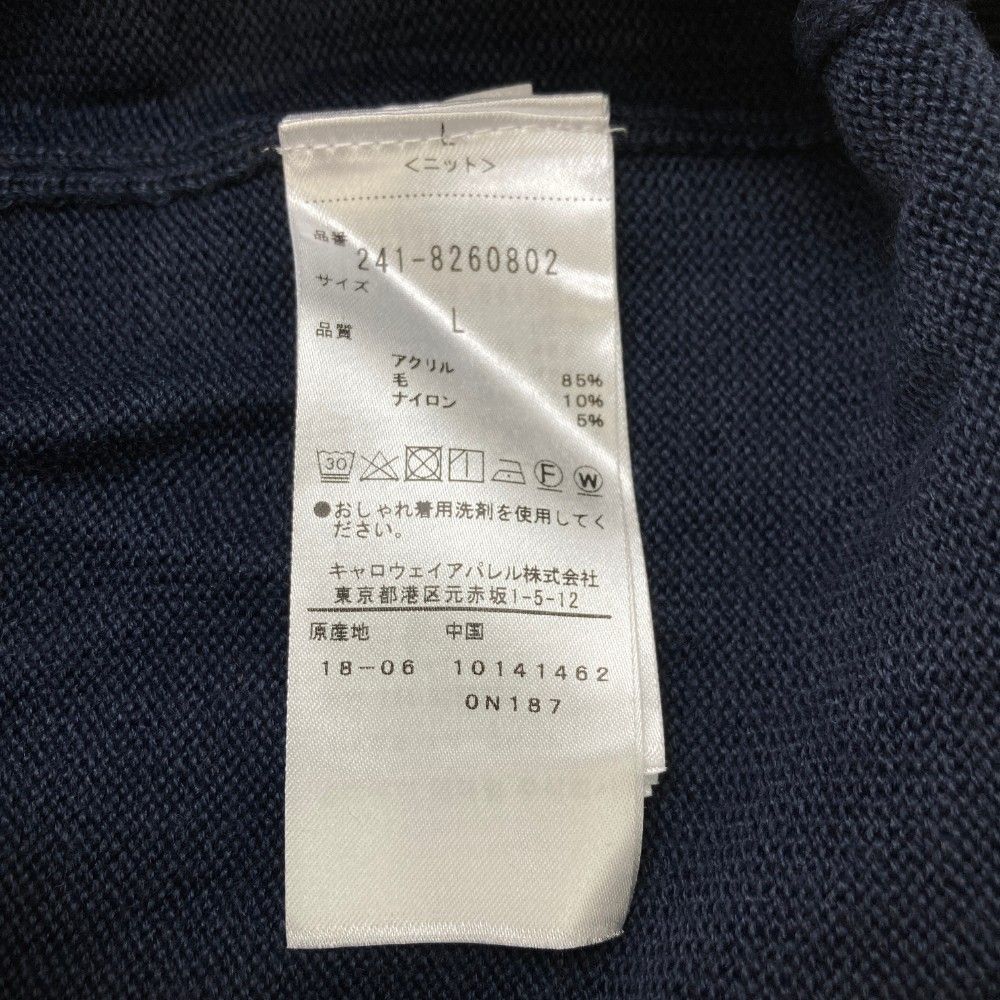 L
<ニット>
品番
241-8260802
サイズ
L
品質
アクリル 85%
毛 10%
ナイロン 5%
30 F W
●おしゃれ着用洗剤を使用してく
ださい。
キャロウェイアパレル株式会社
東京都港区元赤坂1-5-12
原産地 中国
18-06 10141462
0N187